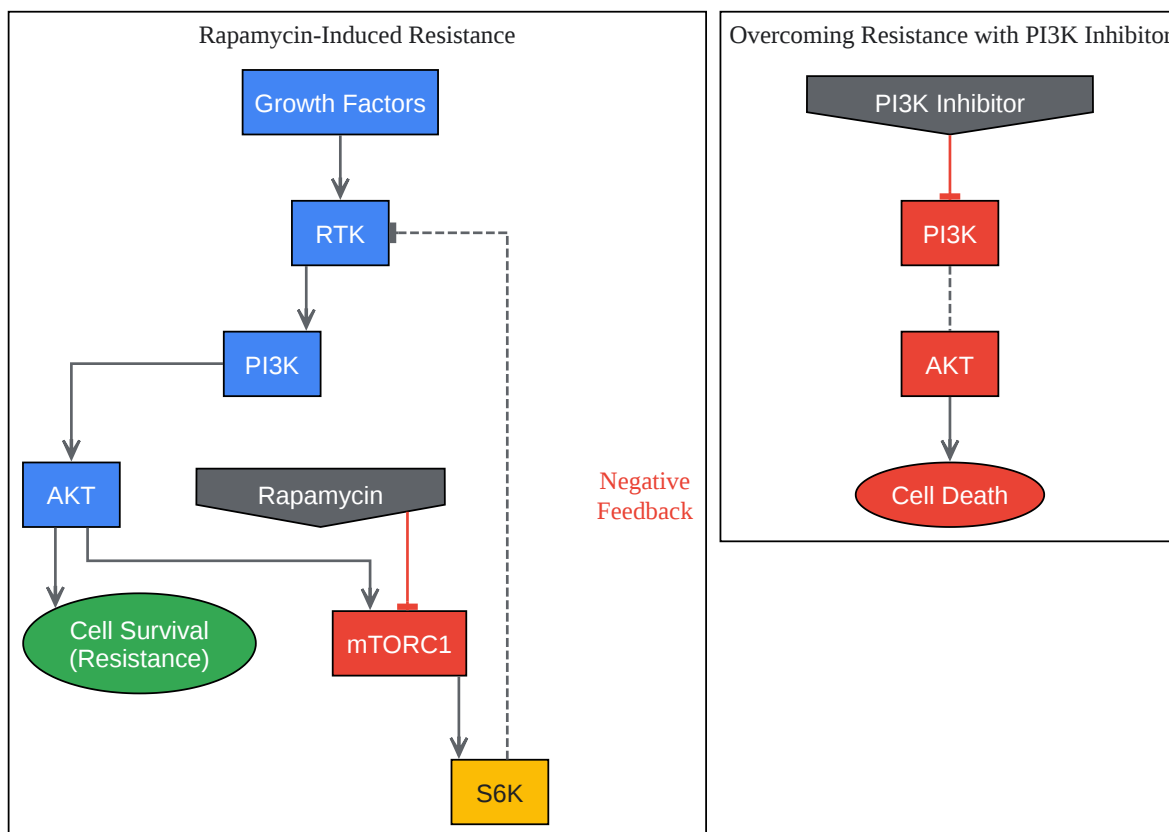 Rapamycin-Induced Resistance
Growth Factors
RTK
PI3K
AKT
Rapamycin
Negative
Feedback
Cell Survival
(Resistance)
mTORC1
S6K
Overcoming Resistance with PI3K Inhibitor
PI3K Inhibitor
PI3K
AKT
Cell Death